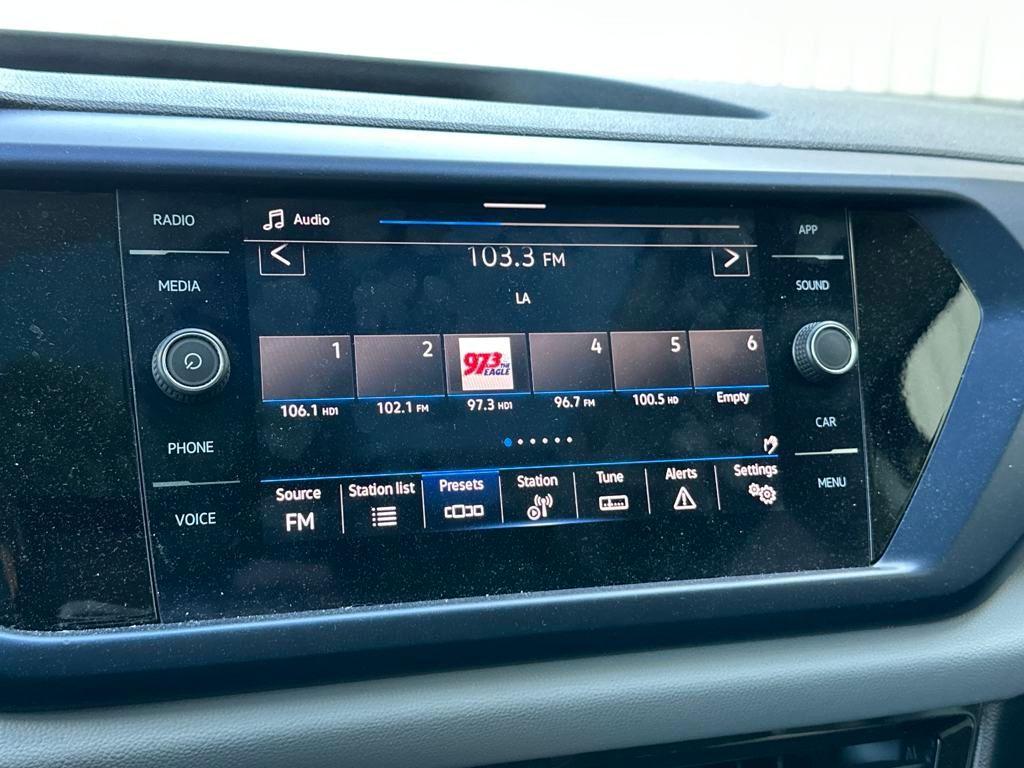 RADIO
MEDIA
PHONE
VOICE
Audio
103.3 FM
LA
1
2
97.3 THE EAGLE
4
5
6
106.1 HD1
102.1 FM
97.3 HD1
96.7 FM
100.5 HD
Empty
Source
FM
Station list
Presets
Station
Tune
Alerts
Settings
APP
SOUND
CAR
MENU